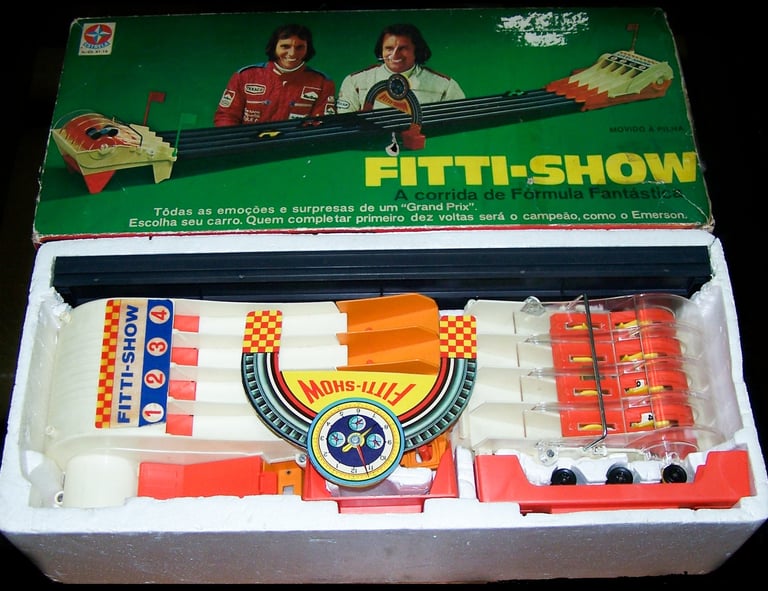 ESTRELA
MOVIDO À PILHA
FITTI-SHOW
A corrida de Fórmula Fantástica
Tôdas as emoções e surpresas de um "Grand Prix".
Escolha seu carro. Quem completar primeiro dez voltas será o campeão, como o Emerson.
FITTI-SHOW
1 2 3 4
FITTI-SHOW